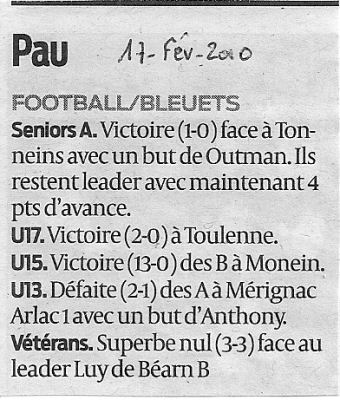 Pau 17-Fév-2010
FOOTBALL/BLEUETS
Seniors A. Victoire (1-0) face à Ton-
neins avec un but de Outman. Ils
restent leader avec maintenant 4
pts d'avance.
U17. Victoire (2-0) à Toulenne.
U15. Victoire (13-0) des B à Monein.
U13. Défaite (2-1) des A à Mérignac
Arlac 1 avec un but d'Anthony.
Vétérans. Superbe nul (3-3) face au
leader Luy de Béarn B